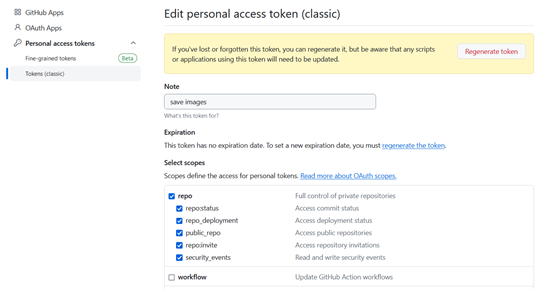 GitHub Apps
OAuth Apps
Personal access tokens
Fine-grained tokens Beta
Tokens (classic)
Edit personal access token (classic)
If you've lost or forgotten this token, you can regenerate it, but be aware that any scripts
or applications using this token will need to be updated.
Regenerate token
Note
save images
What's this token for?
Expiration
This token has no expiration date. To set a new expiration date, you must regenerate the token.
Select scopes
Scopes define the access for personal tokens. Read more about OAuth scopes.
repo Full control of private repositories
repo:status Access commit status
repo_deployment Access deployment status
public_repo Access public repositories
repo:invite Access repository invitations
security_events Read and write security events
workflow Update GitHub Action workflows